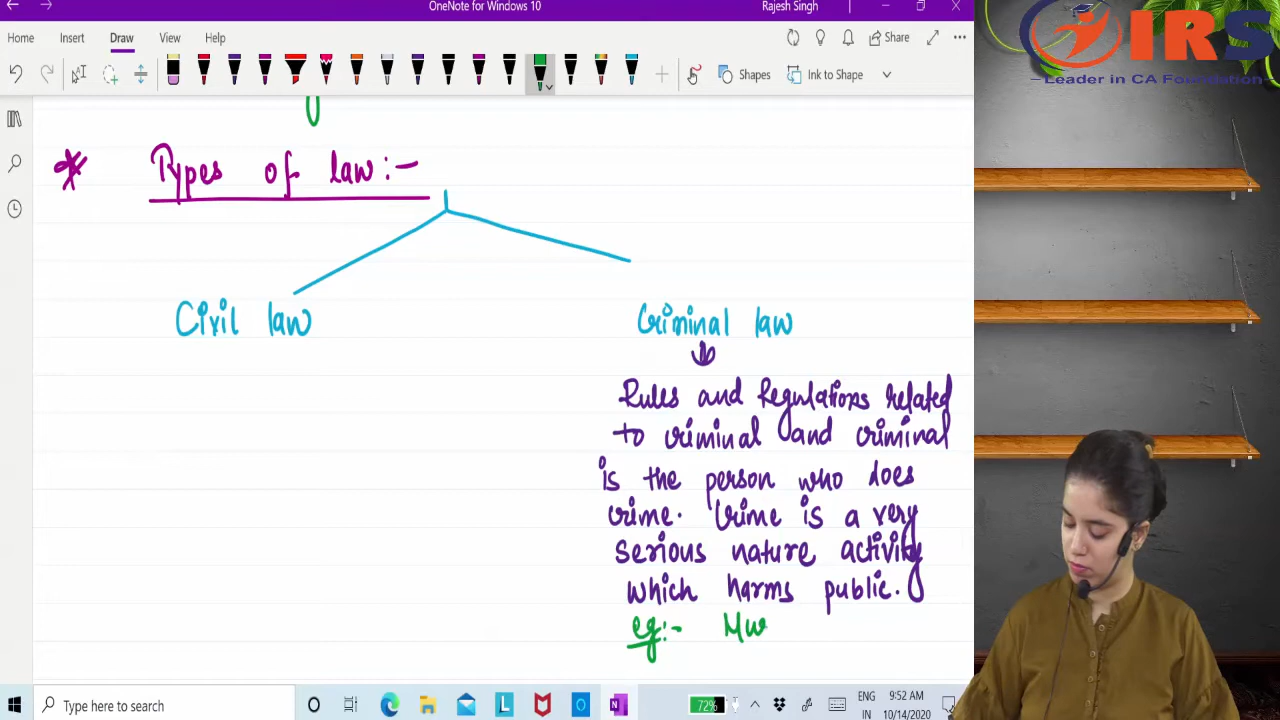 OneNote for Windows 10
Rajesh Singh
Home Insert Draw View Help
Share
Shapes
Ink to Shape
IRS
Leader in CA Foundation
Types of law:-
Civil law
Criminal law
Rules and Regulations related
to criminal and criminal
is the person who does
crime. Crime is a very
serious nature activity
which harms public.
eg:- Mu
Type here to search
72%
ENG
IN
9:52 AM
10/14/2020